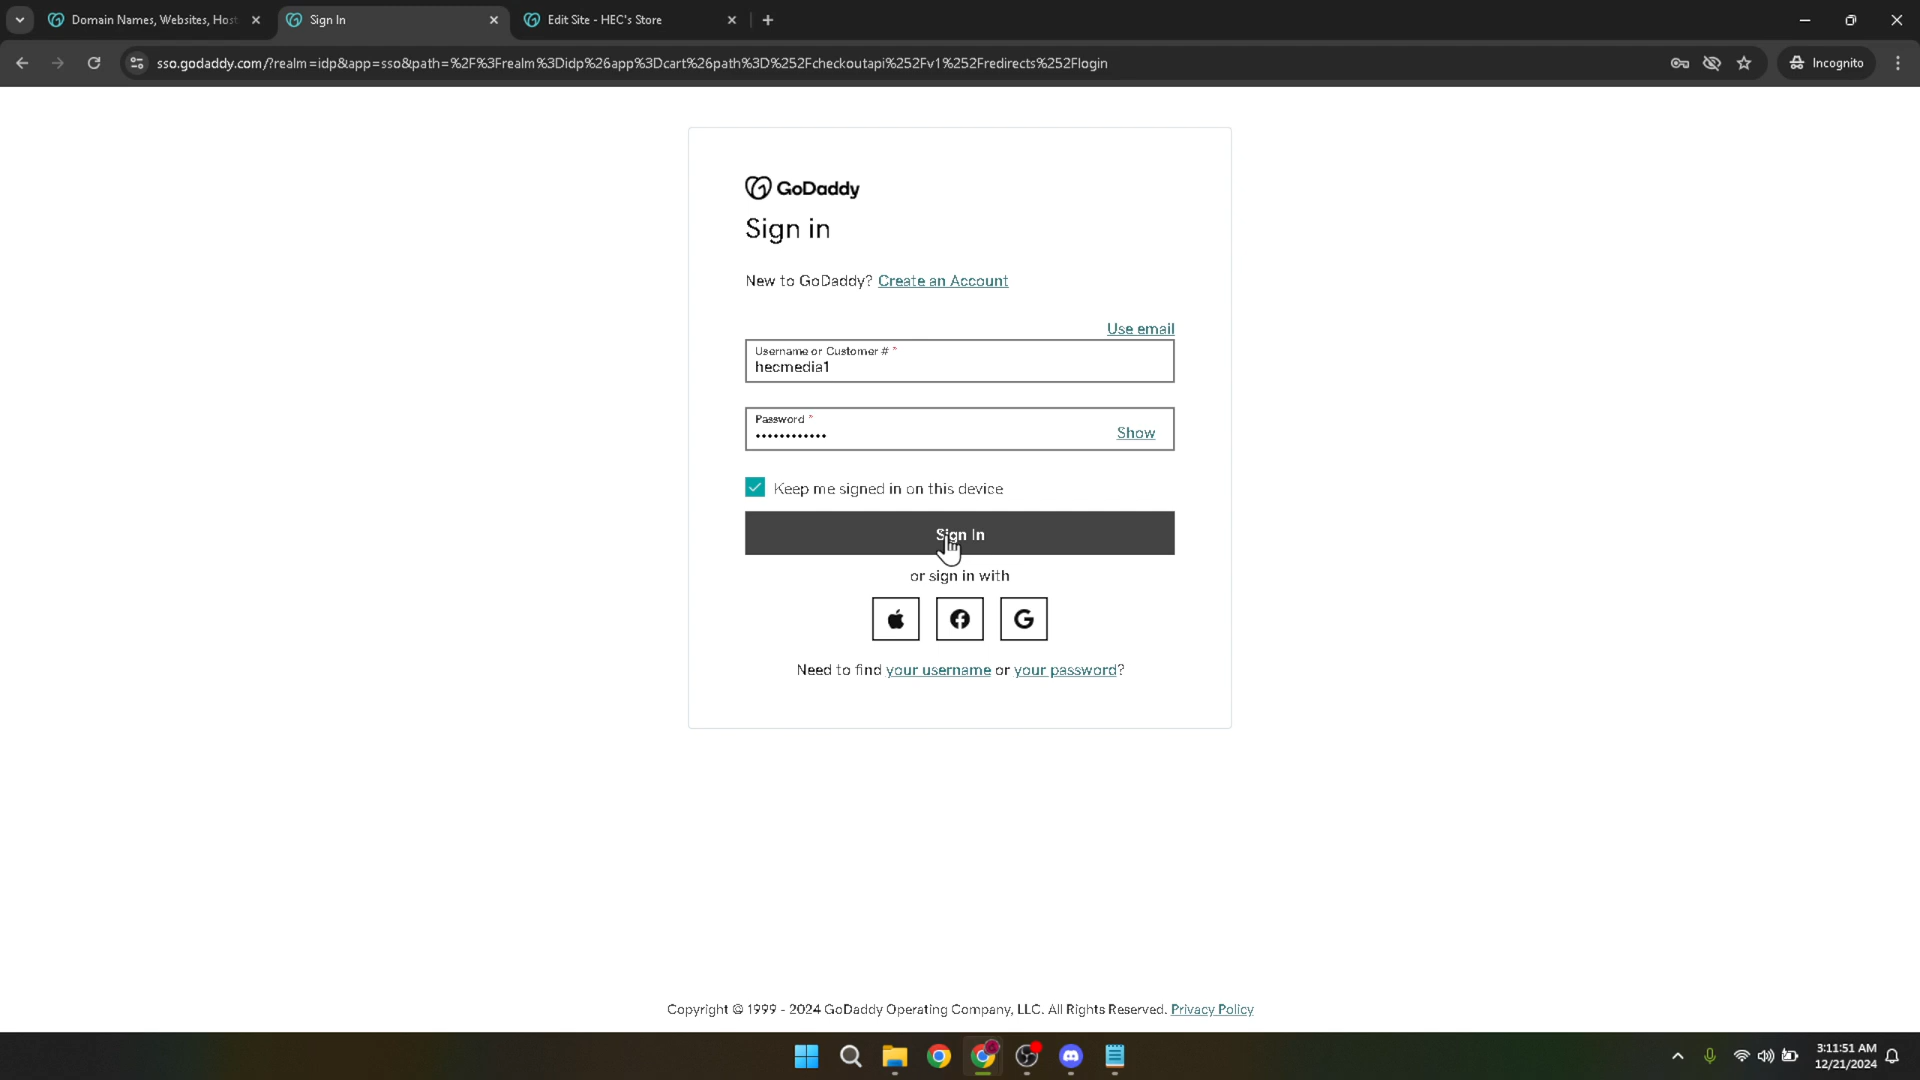 Domain Names, Websites, Host
Sign In
Edit Site - HEC's Store
sso.godaddy.com/?realm=idp&app=sso&path=%2F%3Frealm%3Didp%26app%3Dcart%26path%3D%252Fcheckoutapi%252Fv1%252Fredirects%252Flogin
Incognito
GoDaddy
Sign in
New to GoDaddy? Create an Account
Use email
Username or Customer # *
hecmedia1
Password *
••••••••••••
Show
Keep me signed in on this device
Sign In
or sign in with
Need to find your username or your password?
Copyright © 1999 - 2024 GoDaddy Operating Company, LLC. All Rights Reserved. Privacy Policy
3:11:51 AM
12/21/2024